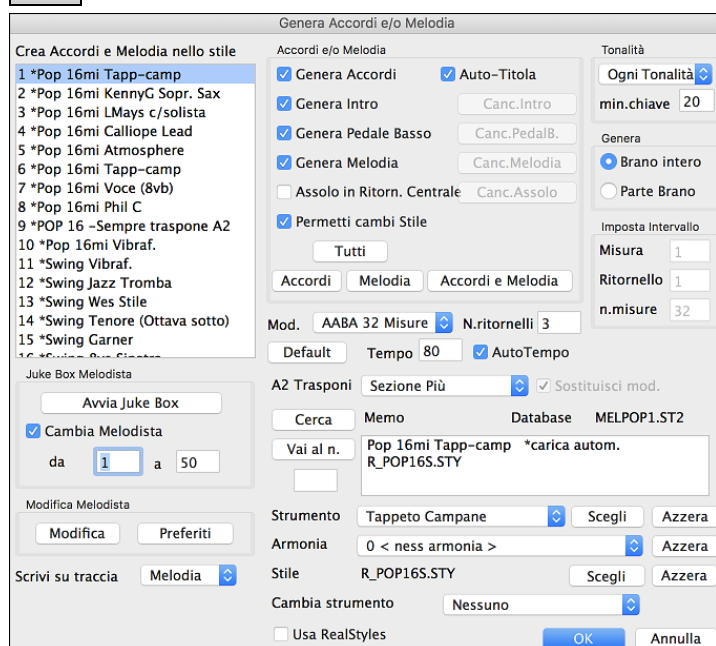 Genera Accordi e/o Melodia
Crea Accordi e Melodia nello stile
1 *Pop 16mi Tapp-camp
2 *Pop 16mi KennyG Sopr. Sax
3 *Pop 16mi LMays c/solista
4 *Pop 16mi Calliope Lead
5 *Pop 16mi Atmosphere
6 *Pop 16mi Tapp-camp
7 *Pop 16mi Voce (8vb)
8 *Pop 16mi Phil C
9 *POP 16 -Sempre traspone A2
10 *Pop 16mi Vibraf.
11 *Swing Vibraf.
12 *Swing Jazz Tromba
13 *Swing Wes Stile
14 *Swing Tenore (Ottava sotto)
15 *Swing Garner
Juke Box Melodista
Avvia Juke Box
Cambia Melodista
da 1 a 50
Modifica Melodista
Modifica Preferiti
Scrivi su traccia Melodia
Accordi e/o Melodia
Genera Accordi Auto-Titola
Genera Intro Canc.Intro
Genera Pedale Basso Canc.PedalB.
Genera Melodia Canc.Melodia
Assolo in Ritorn. Centrale Canc.Assolo
Permetti cambi Stile
Tutti
Accordi Melodia Accordi e Melodia
Mod. AABA 32 Misure N.ritornelli 3
Default Tempo 80 AutoTempo
A2 Trasponi Sezione Più Sostituisci mod.
Cerca Memo Database MELPOP1.ST2
Vai al n. Pop 16mi Tapp-camp *carica autom.
R_POP16S.STY
Strumento Tappeto Campane Scegli Azzera
Armonia 0 < ness armonia > Azzera
Stile R_POP16S.STY Scegli Azzera
Cambia strumento Nessuno
Usa RealStyles
OK Annulla
Tonalità
Ogni Tonalità
min.chiave 20
Genera
Brano intero
Parte Brano
Imposta Intervallo
Misura 1
Ritornello 1
n.misure 32